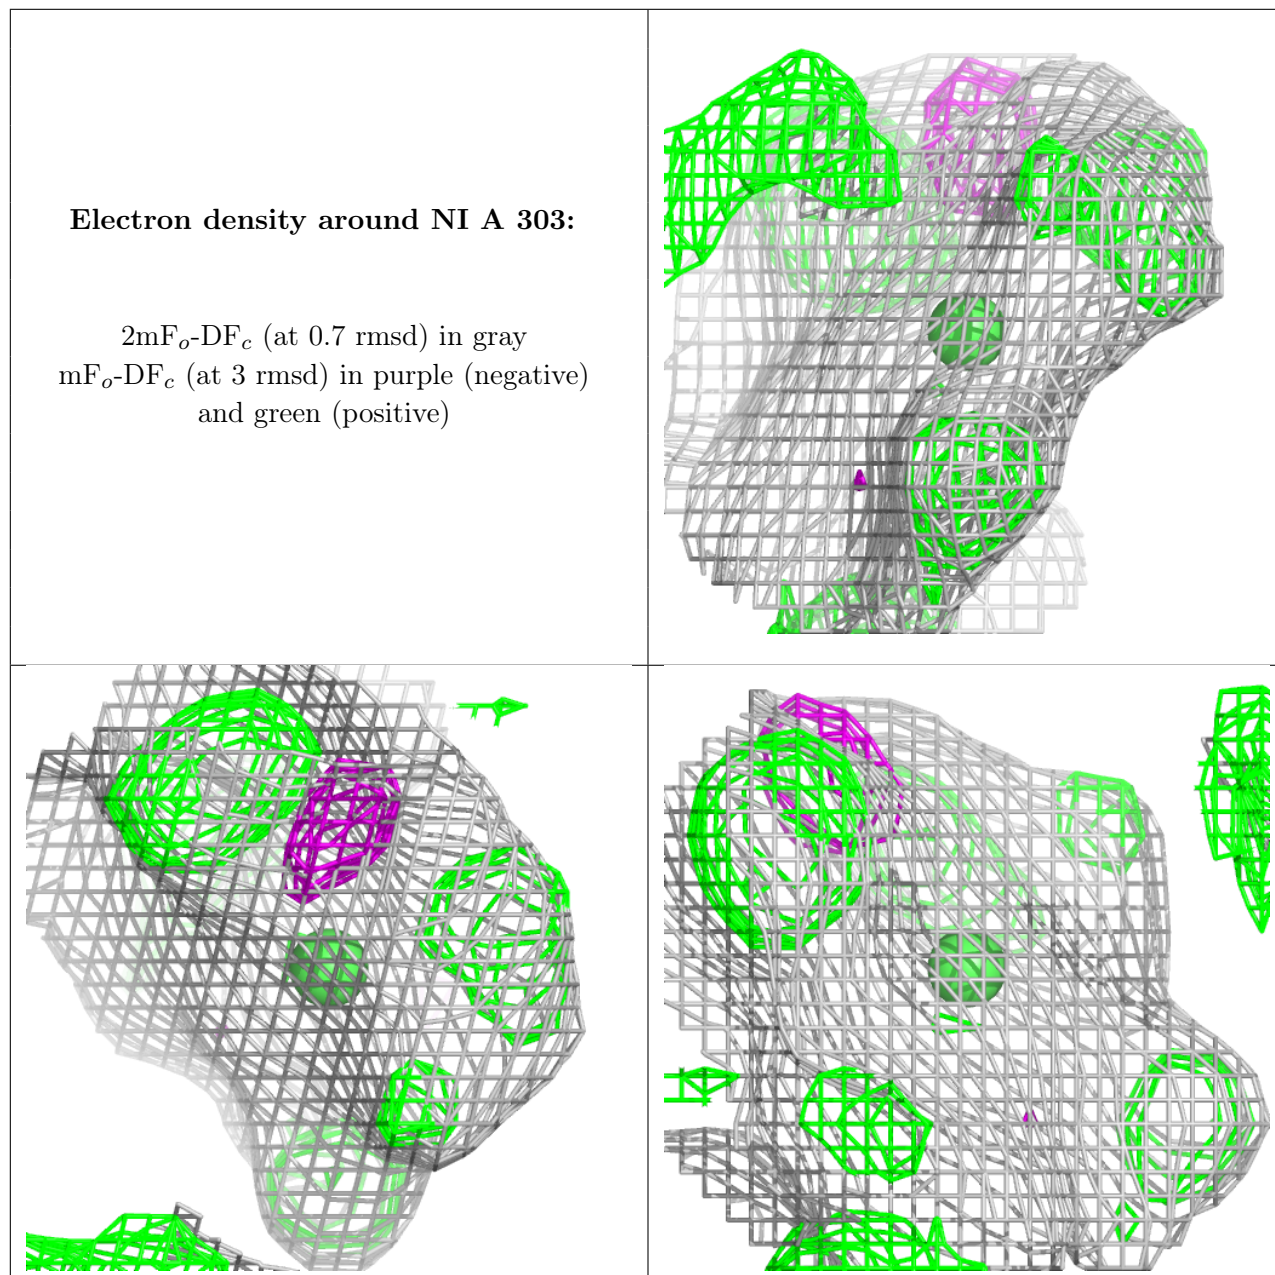 Electron density around NI A 303:
2mFo-DFc (at 0.7 rmsd) in gray
mFo-DFc (at 3 rmsd) in purple (negative)
and green (positive)